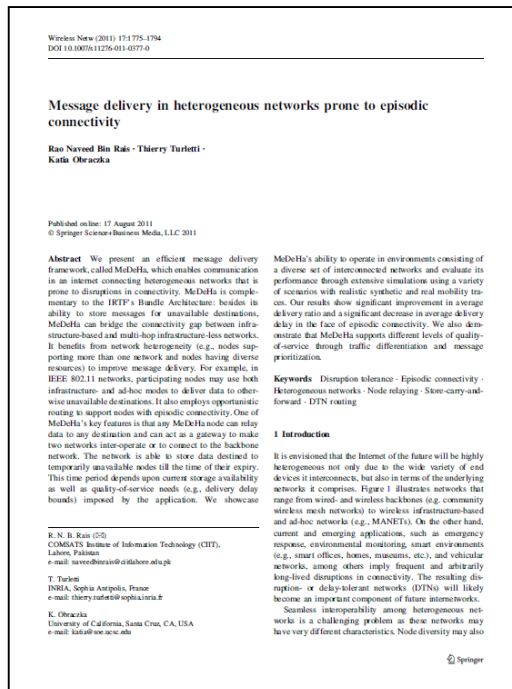 Wireless Netw (2011) 17:1775–1794
DOI 10.1007/s11276-011-0377-0
Message delivery in heterogeneous networks prone to episodic
connectivity
Rao Naveed Bin Rais · Thierry Turletti ·
Katia Obraczka
Published online: 17 August 2011
© Springer Science+Business Media, LLC 2011
Abstract We present an efficient message delivery
framework, called MeDeHa, which enables communication
in an internet connecting heterogeneous networks that is
prone to disruptions in connectivity. MeDeHa is comple-
mentary to the IRTF's Bundle Architecture: besides its
ability to store messages for unavailable destinations,
MeDeHa can bridge the connectivity gap between infra-
structure-based and multi-hop infrastructure-less networks.
It benefits from network heterogeneity (e.g., nodes sup-
porting more than one network and nodes having diverse
resources) to improve message delivery. For example, in
IEEE 802.11 networks, participating nodes may use both
infrastructure- and ad-hoc modes to deliver data to other-
wise unavailable destinations. It also employs opportunistic
routing to support nodes with episodic connectivity. One of
MeDeHa's key features is that any MeDeHa node can relay
data to any destination and can act as a gateway to make
two networks inter-operate or to connect to the backbone
network. The network is able to store data destined to
temporarily unavailable nodes till the time of their expiry.
This time period depends upon current storage availability
as well as quality-of-service needs (e.g., delivery delay
bounds) imposed by the application. We showcase
R. N. B. Rais (✉)
COMSATS Institute of Information Technology (CIIT),
Lahore, Pakistan
e-mail: naveedbinrais@ciitlahore.edu.pk
T. Turletti
INRIA, Sophia Antipolis, France
e-mail: thierry.turletti@sophia.inria.fr
K. Obraczka
University of California, Santa Cruz, CA, USA
e-mail: katia@soe.ucsc.edu
MeDeHa's ability to operate in environments consisting of
a diverse set of interconnected networks and evaluate its
performance through extensive simulations using a variety
of scenarios with realistic synthetic and real mobility tra-
ces. Our results show significant improvement in average
delivery ratio and a significant decrease in average delivery
delay in the face of episodic connectivity. We also dem-
onstrate that MeDeHa supports different levels of quality-
of-service through traffic differentiation and message
prioritization.
Keywords Disruption tolerance · Episodic connectivity ·
Heterogeneous networks · Node relaying · Store-carry-and-
forward · DTN routing
1 Introduction
It is envisioned that the Internet of the future will be highly
heterogeneous not only due to the wide variety of end
devices it interconnects, but also in terms of the underlying
networks it comprises. Figure 1 illustrates networks that
range from wired- and wireless backbones (e.g. community
wireless mesh networks) to wireless infrastructure-based
and ad-hoc networks (e.g., MANETs). On the other hand,
current and emerging applications, such as emergency
response, environmental monitoring, smart environments
(e.g., smart offices, homes, museums, etc.), and vehicular
networks, among others imply frequent and arbitrarily
long-lived disruptions in connectivity. The resulting dis-
ruption- or delay-tolerant networks (DTNs) will likely
become an important component of future internetworks.
Seamless interoperability among heterogeneous net-
works is a challenging problem as these networks may
have very different characteristics. Node diversity may also
Springer